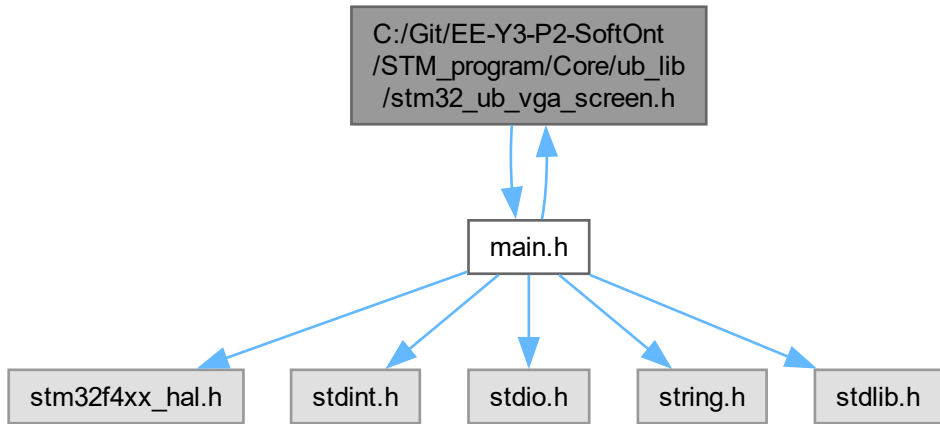 C:/Git/EE-Y3-P2-SoftOnt
/STM_program/Core/ub_lib
/stm32_ub_vga_screen.h
main.h
stm32f4xx_hal.h
stdint.h
stdio.h
string.h
stdlib.h